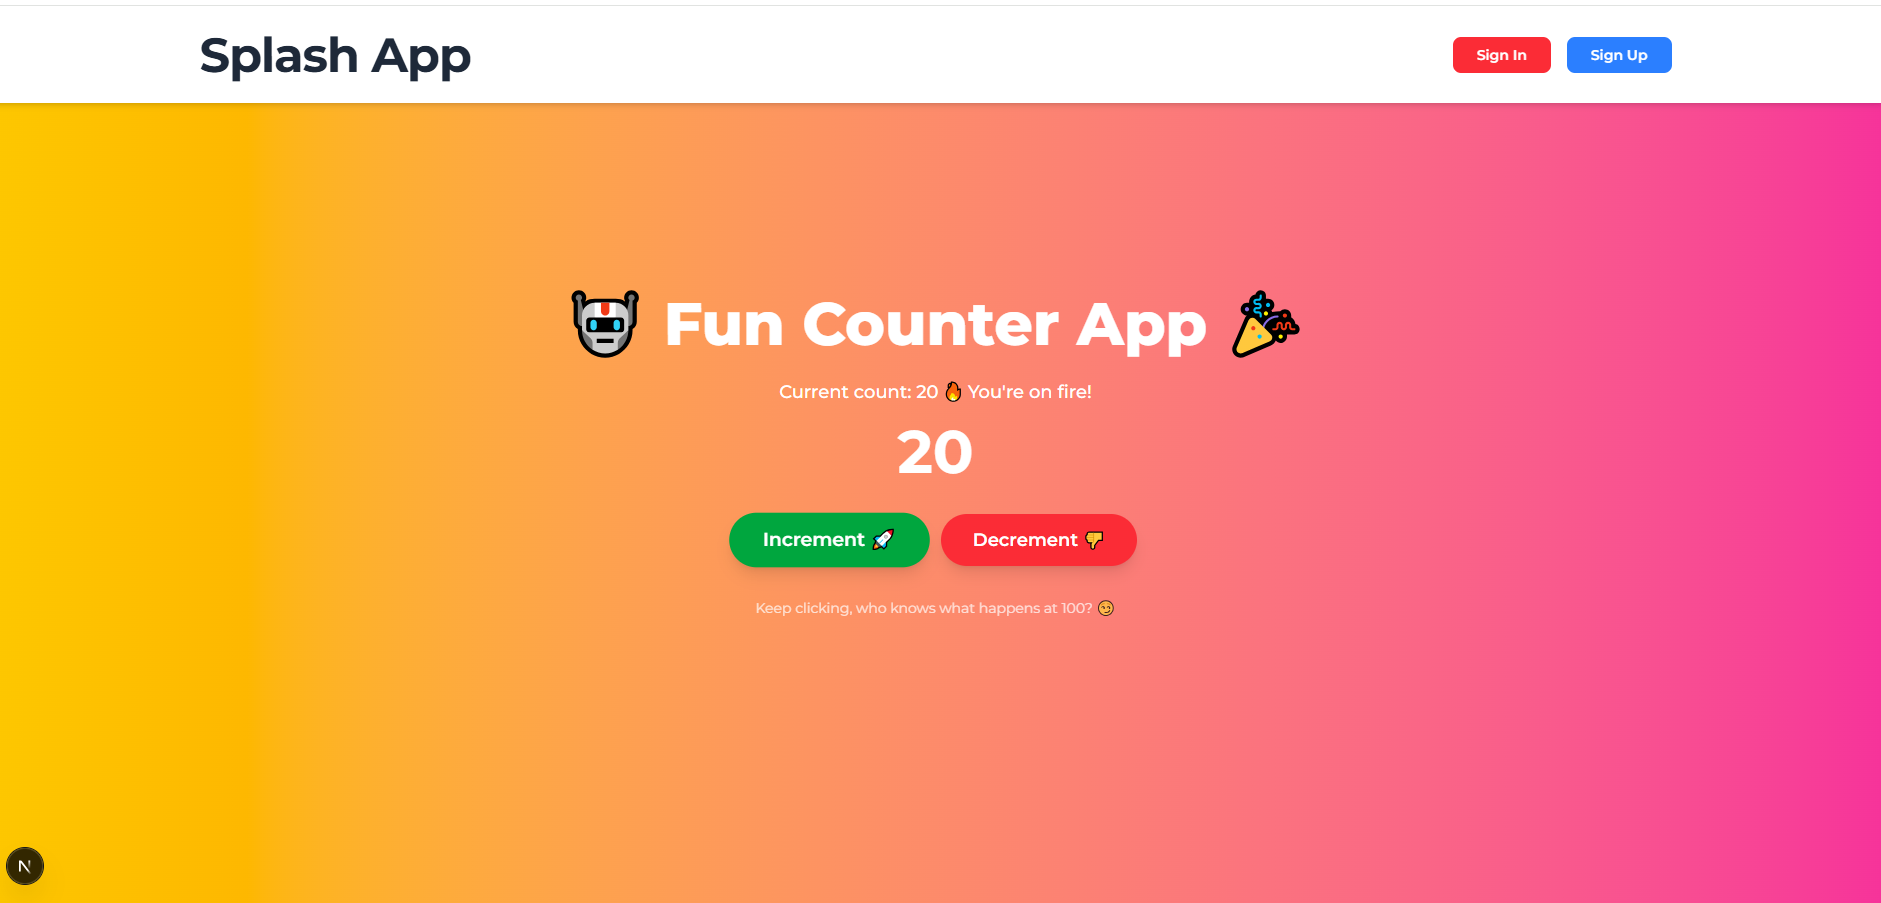 Splash App
Sign In
Sign Up
🤖 Fun Counter App 🎉
Current count: 20 🔥 You're on fire!
20
Increment 🚀
Decrement 👎
Keep clicking, who knows what happens at 100? 😏
N